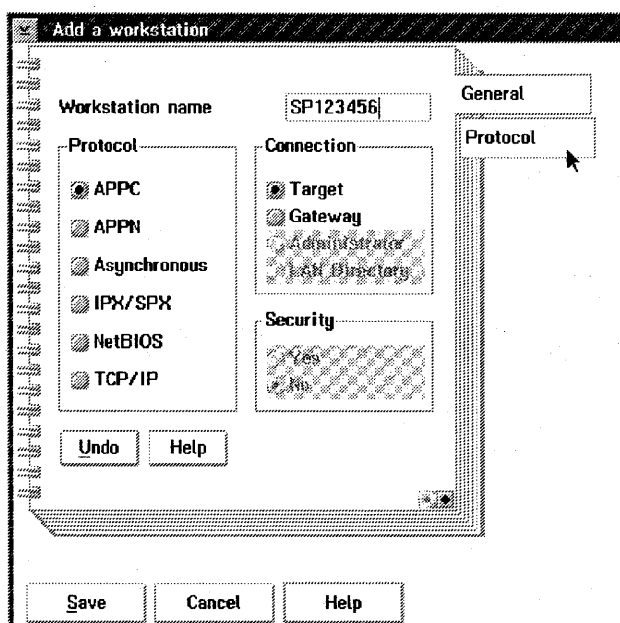 Add a workstation
Workstation name
SP123456
General
Protocol
Protocol
APPC
APPN
Asynchronous
IPX/SPX
NetBIOS
TCP/IP
Connection
Target
Gateway
Administrator
LAN Directory
Security
Yes
No
Undo
Help
Save
Cancel
Help